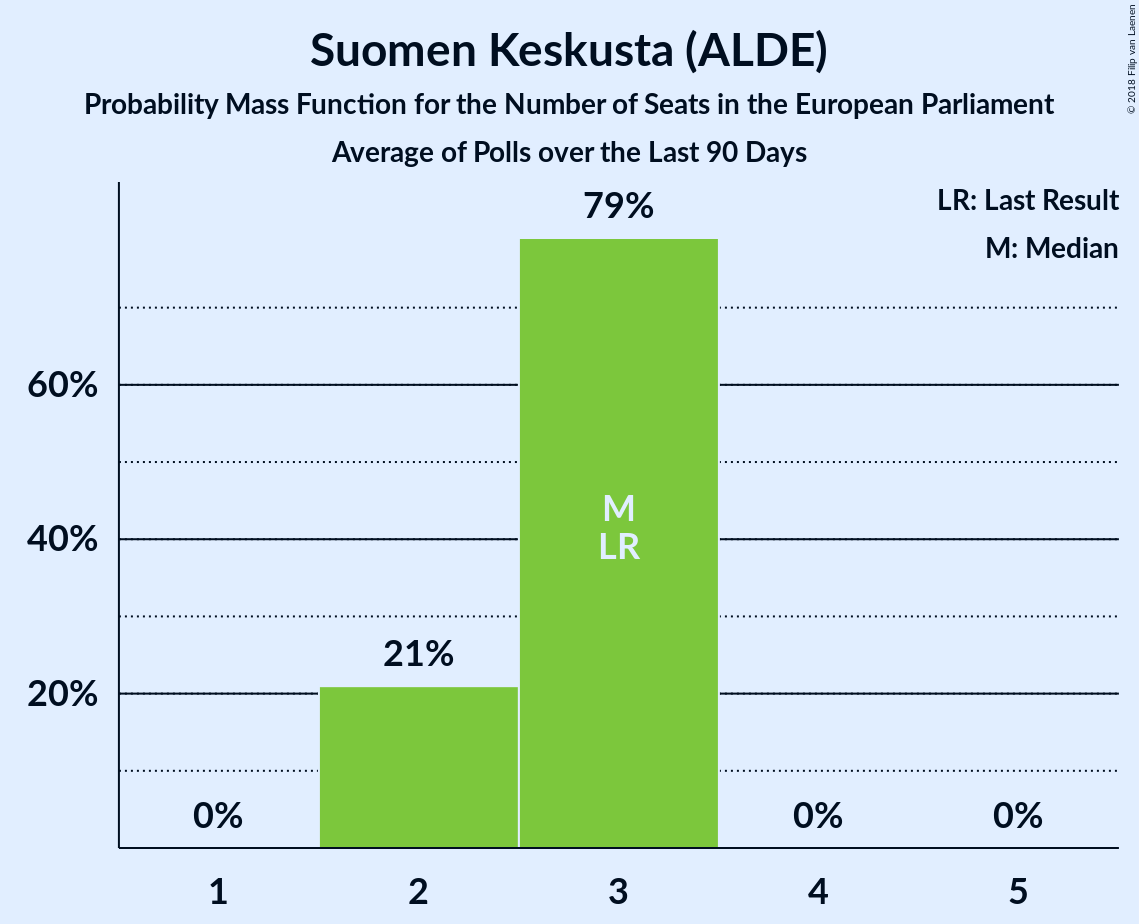 Suomen Keskusta (ALDE)
Probability Mass Function for the Number of Seats in the European Parliament
Average of Polls over the Last 90 Days
© 2018 Filip van Laenen
LR: Last Result
M: Median
79%
60%
M
40%
LR
21%
20%
0%
0%
0%
1
2
3
4
5